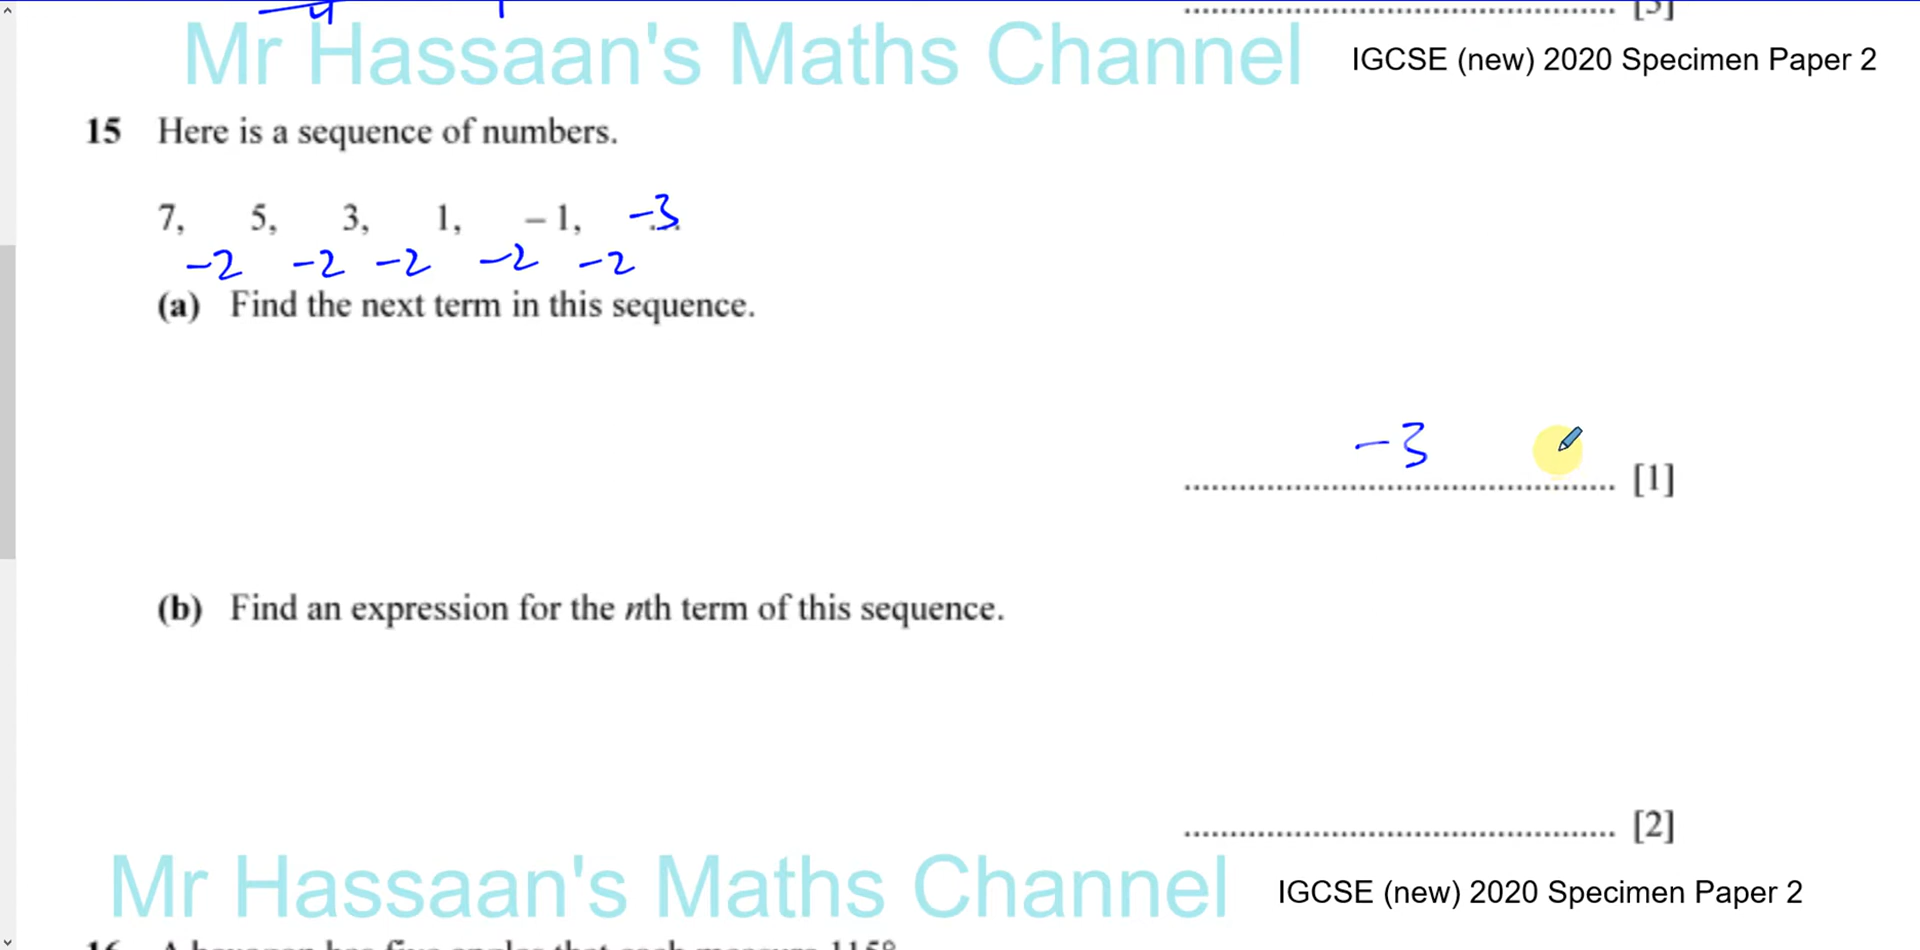 [3]
Mr Hassaan's Maths Channel IGCSE (new) 2020 Specimen Paper 2
15 Here is a sequence of numbers.
7, 5, 3, 1, – 1, -3
-2 -2 -2 -2 -2
(a) Find the next term in this sequence.
-3
[1]
(b) Find an expression for the nth term of this sequence.
[2]
Mr Hassaan's Maths Channel IGCSE (new) 2020 Specimen Paper 2